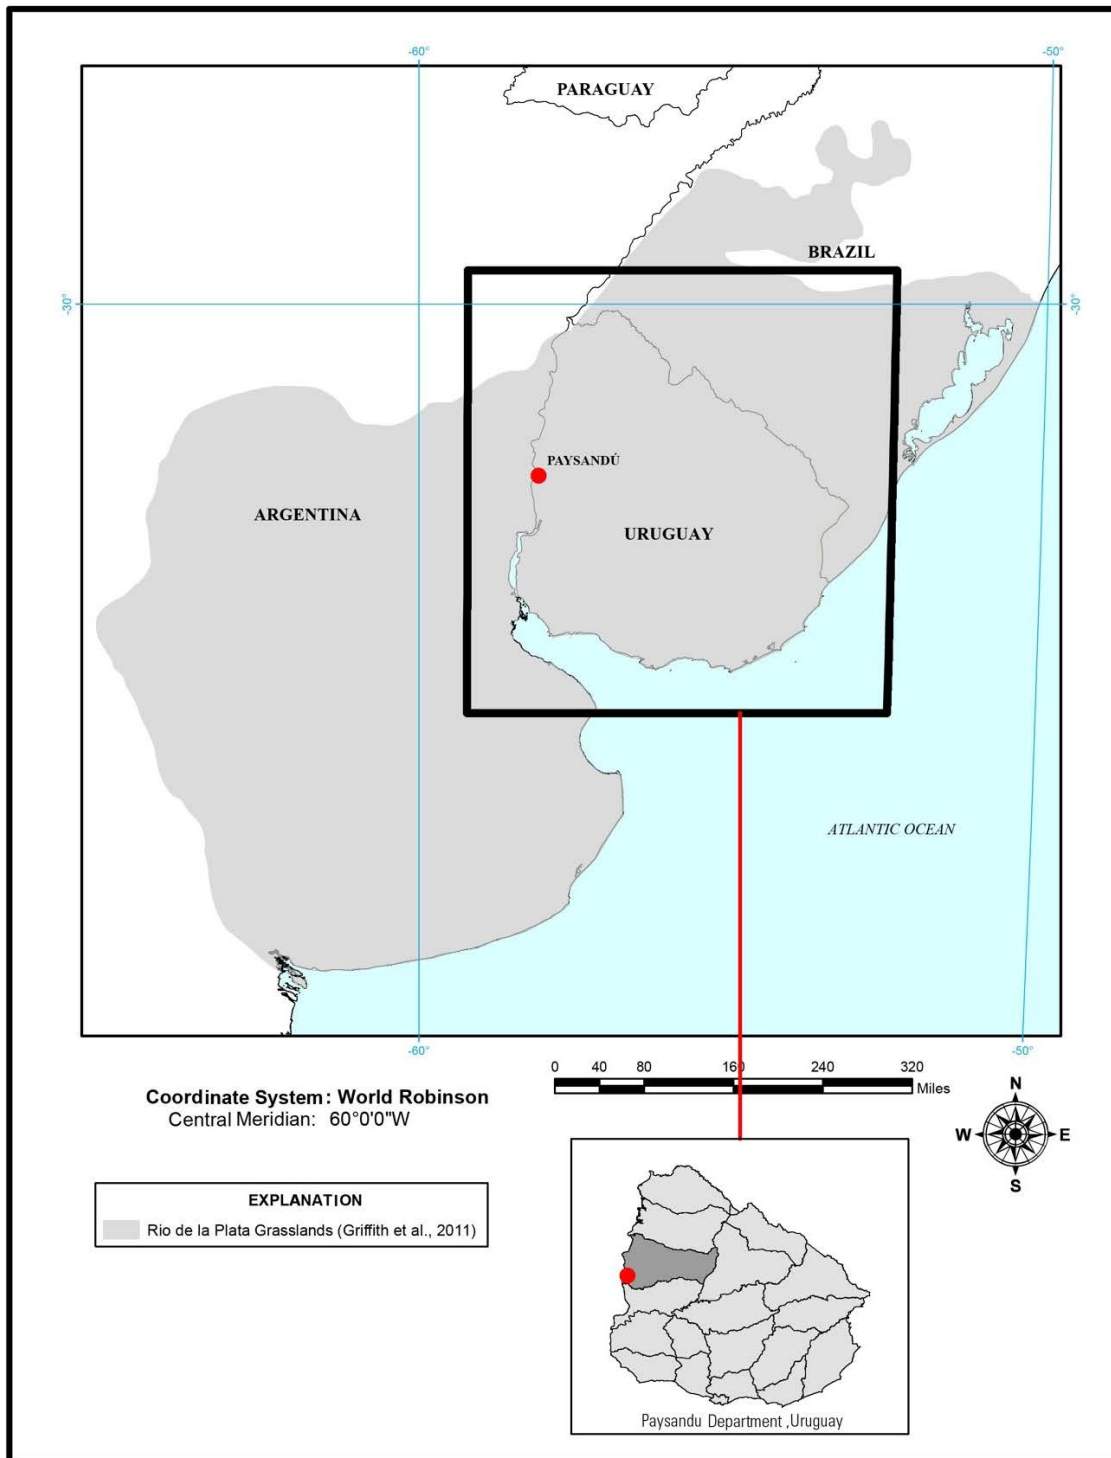 -60°
-50°
PARAGUAY
BRAZIL
-30°
-30°
PAYSANDÚ
ARGENTINA
URUGUAY
ATLANTIC OCEAN
-60°
-50°
0 40 80 160 240 320
Miles
Coordinate System: World Robinson
Central Meridian: 60°0'0"W
N
W E
S
EXPLANATION
Rio de la Plata Grasslands (Griffith et al., 2011)
Paysandu Department ,Uruguay